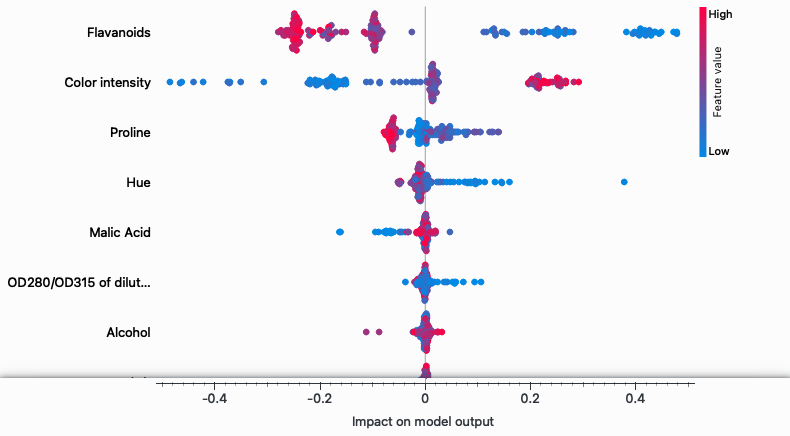 Flavanoids
High
Color intensity
Feature value
Proline
Low
Hue
Malic Acid
OD280/OD315 of dilut...
Alcohol
-0.4 -0.2 0 0.2 0.4
Impact on model output